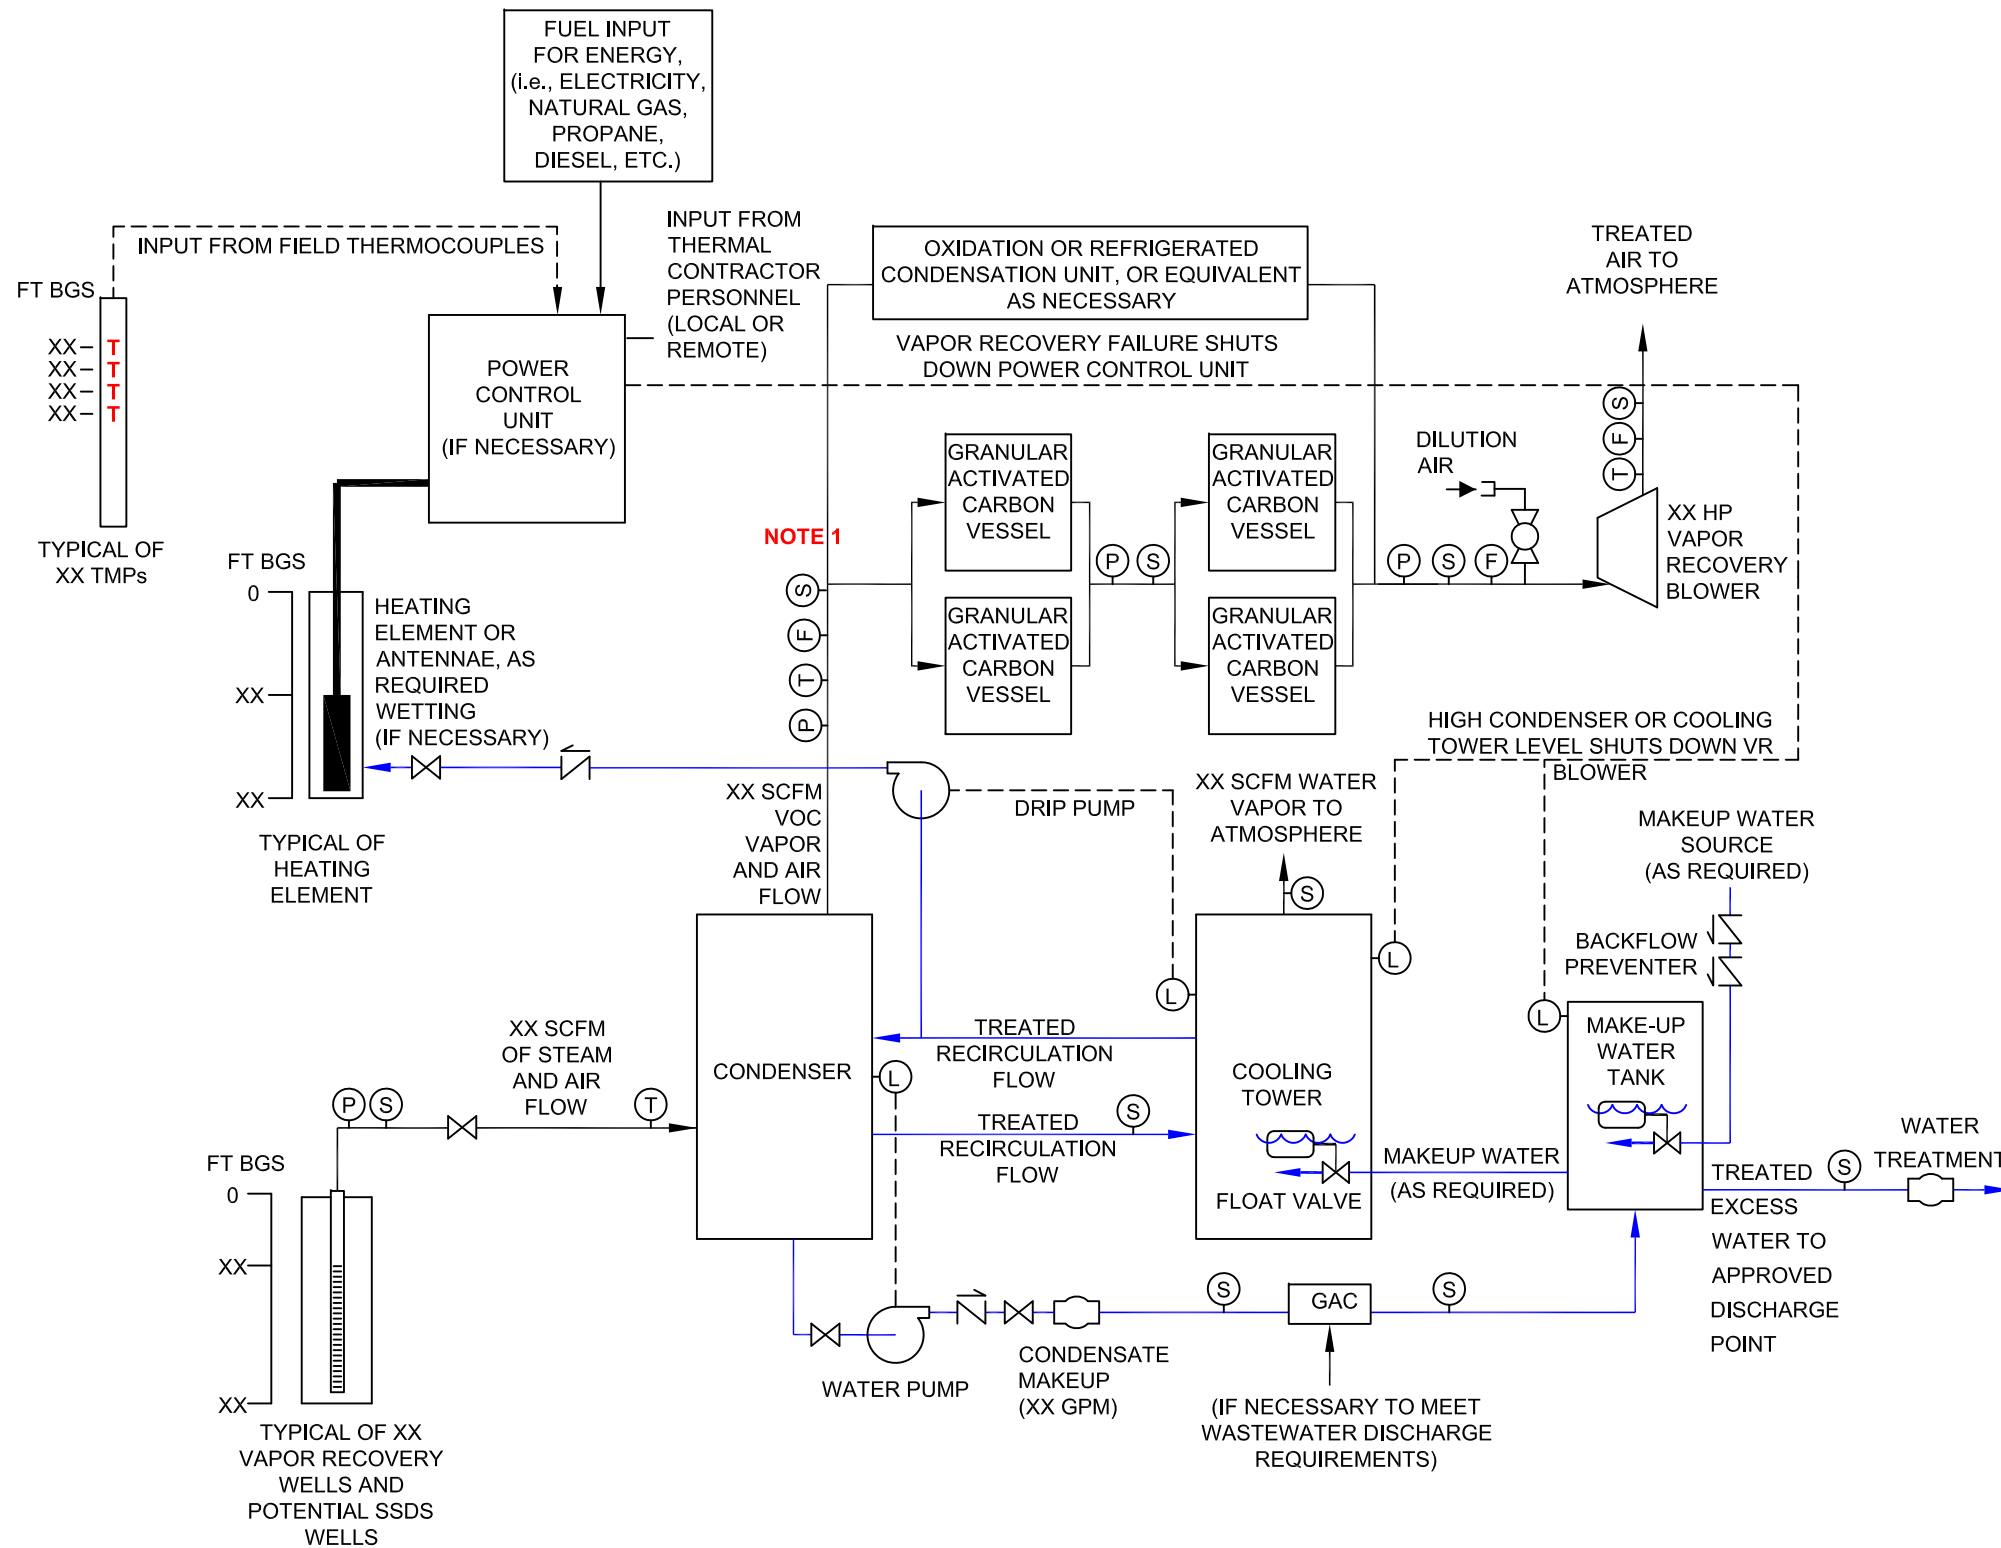 FUEL INPUT
FOR ENERGY,
(i.e., ELECTRICITY,
NATURAL GAS,
PROPANE,
DIESEL, ETC.)
INPUT FROM FIELD THERMOCOUPLES
INPUT FROM
THERMAL
CONTRACTOR
PERSONNEL
(LOCAL OR
REMOTE)
FT BGS
XX
T
XX
T
XX
T
XX
T
TYPICAL OF
XX TMPs
POWER
CONTROL
UNIT
(IF NECESSARY)
OXIDATION OR REFRIGERATED
CONDENSATION UNIT, OR EQUIVALENT
AS NECESSARY
VAPOR RECOVERY FAILURE SHUTS
DOWN POWER CONTROL UNIT
TREATED
AIR TO
ATMOSPHERE
S
F
T
GRANULAR
ACTIVATED
CARBON
VESSEL
GRANULAR
ACTIVATED
CARBON
VESSEL
GRANULAR
ACTIVATED
CARBON
VESSEL
GRANULAR
ACTIVATED
CARBON
VESSEL
P
S
P
S
F
DILUTION
AIR
XX HP
VAPOR
RECOVERY
BLOWER
NOTE 1
S
F
T
P
FT BGS
0
XX
XX
HEATING
ELEMENT OR
ANTENNAE, AS
REQUIRED
WETTING
(IF NECESSARY)
TYPICAL OF
HEATING
ELEMENT
XX SCFM
VOC
VAPOR
AND AIR
FLOW
DRIP PUMP
XX SCFM WATER
VAPOR TO
ATMOSPHERE
S
HIGH CONDENSER OR COOLING
TOWER LEVEL SHUTS DOWN VR
BLOWER
MAKEUP WATER
SOURCE
(AS REQUIRED)
BACKFLOW
PREVENTER
L
L
L
L
CONDENSER
TREATED
RECIRCULATION
FLOW
TREATED
RECIRCULATION
FLOW
S
COOLING
TOWER
FLOAT VALVE
MAKE-UP
WATER
TANK
MAKEUP WATER
(AS REQUIRED)
WATER
TREATMENT
S
TREATED
EXCESS
WATER TO
APPROVED
DISCHARGE
POINT
XX SCFM
OF STEAM
AND AIR
FLOW
P
S
T
FT BGS
0
XX
XX
TYPICAL OF XX
VAPOR RECOVERY
WELLS AND
POTENTIAL SSDS
WELLS
WATER PUMP
CONDENSATE
MAKEUP
(XX GPM)
S
GAC
S
(IF NECESSARY TO MEET
WASTEWATER DISCHARGE
REQUIREMENTS)